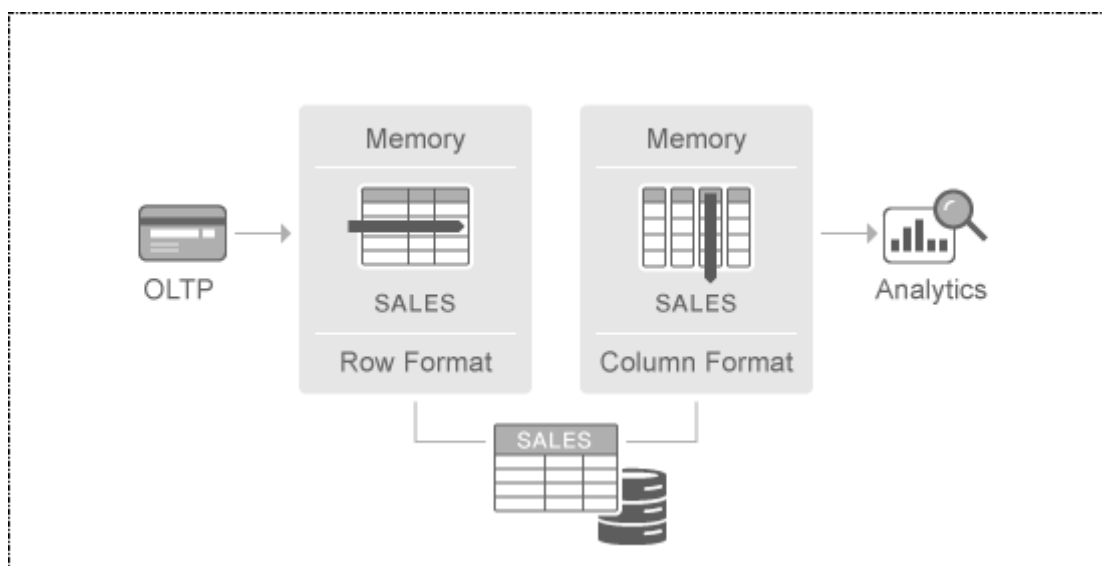 Memory
Memory
OLTP
SALES
SALES
Analytics
Row Format
Column Format
SALES